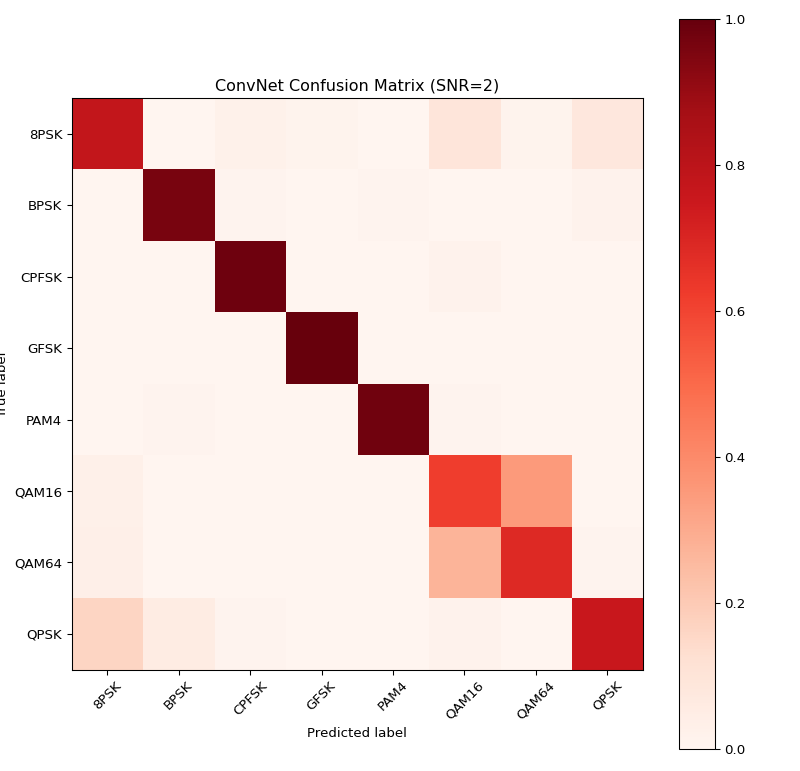 ConvNet Confusion Matrix (SNR=2)
8PSK
BPSK
CPFSK
GFSK
PAM4
QAM16
QAM64
QPSK
True label
8PSK
BPSK
CPFSK
GFSK
PAM4
QAM16
QAM64
QPSK
Predicted label
1.0
0.8
0.6
0.4
0.2
0.0